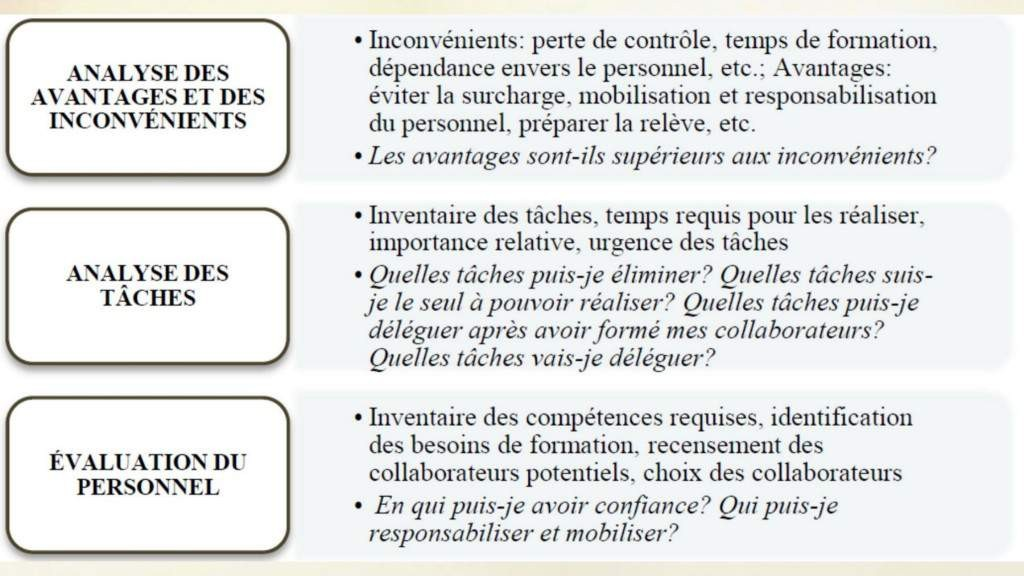 ANALYSE DES
AVANTAGES ET DES
INCONVÉNIENTS
• Inconvénients: perte de contrôle, temps de formation,
dépendance envers le personnel, etc.; Avantages:
éviter la surcharge, mobilisation et responsabilisation
du personnel, préparer la relève, etc.
• Les avantages sont-ils supérieurs aux inconvénients?
ANALYSE DES
TÂCHES
• Inventaire des tâches, temps requis pour les réaliser,
importance relative, urgence des tâches
• Quelles tâches puis-je éliminer? Quelles tâches suis-
je le seul à pouvoir réaliser? Quelles tâches puis-je
déléguer après avoir formé mes collaborateurs?
Quelles tâches vais-je déléguer?
ÉVALUATION DU
PERSONNEL
• Inventaire des compétences requises, identification
des besoins de formation, recensement des
collaborateurs potentiels, choix des collaborateurs
• En qui puis-je avoir confiance? Qui puis-je
responsabiliser et mobiliser?